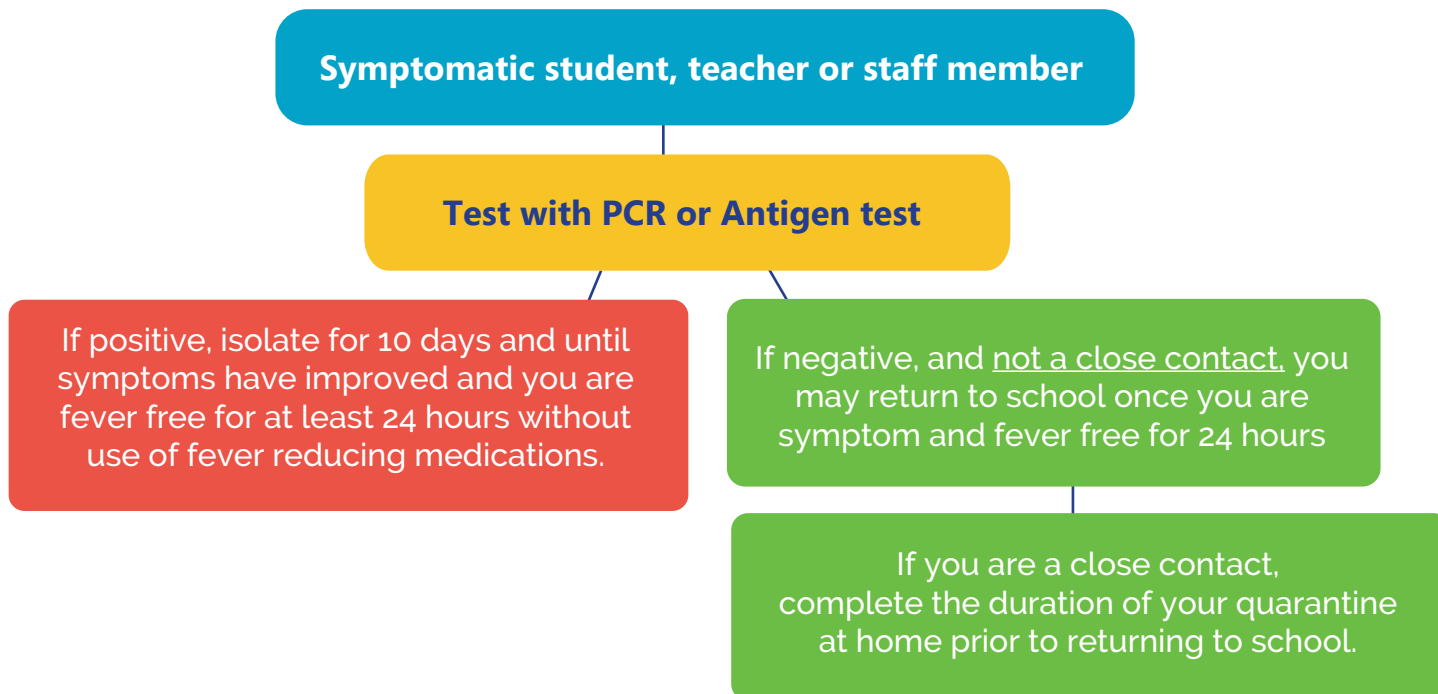 Symptomatic student, teacher or staff member
Test with PCR or Antigen test
If positive, isolate for 10 days and until
symptoms have improved and you are
fever free for at least 24 hours without
use of fever reducing medications.
If negative, and not a close contact, you
may return to school once you are
symptom and fever free for 24 hours
If you are a close contact,
complete the duration of your quarantine
at home prior to returning to school.